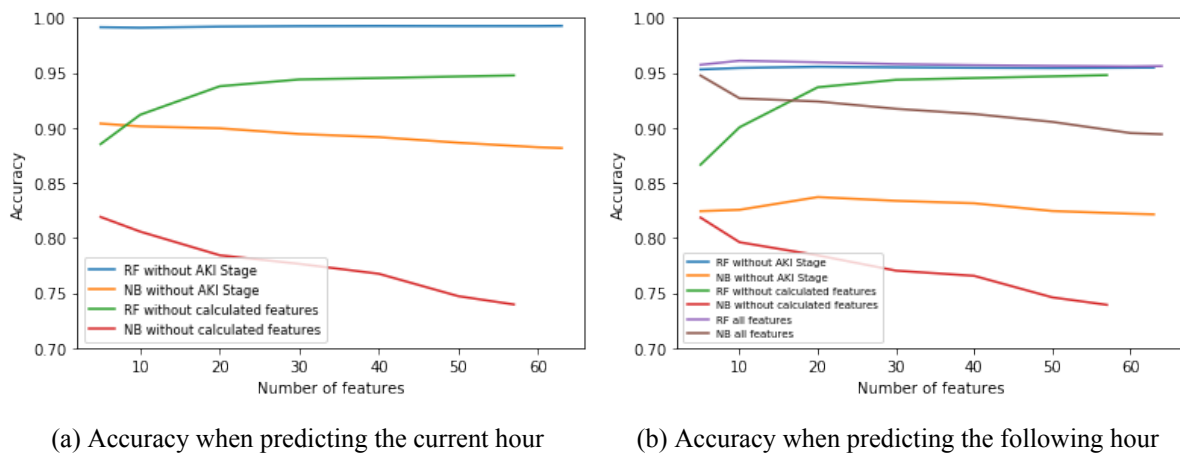 1.00
0.95
0.90
0.85
0.80
0.75
0.70
Accuracy
RF without AKI Stage
NB without AKI Stage
RF without calculated features
NB without calculated features
10 20 30 40 50 60
Number of features
(a) Accuracy when predicting the current hour
1.00
0.95
0.90
0.85
0.80
0.75
0.70
Accuracy
RF without AKI Stage
NB without AKI Stage
RF without calculated features
NB without calculated features
RF all features
NB all features
10 20 30 40 50 60
Number of features
(b) Accuracy when predicting the following hour